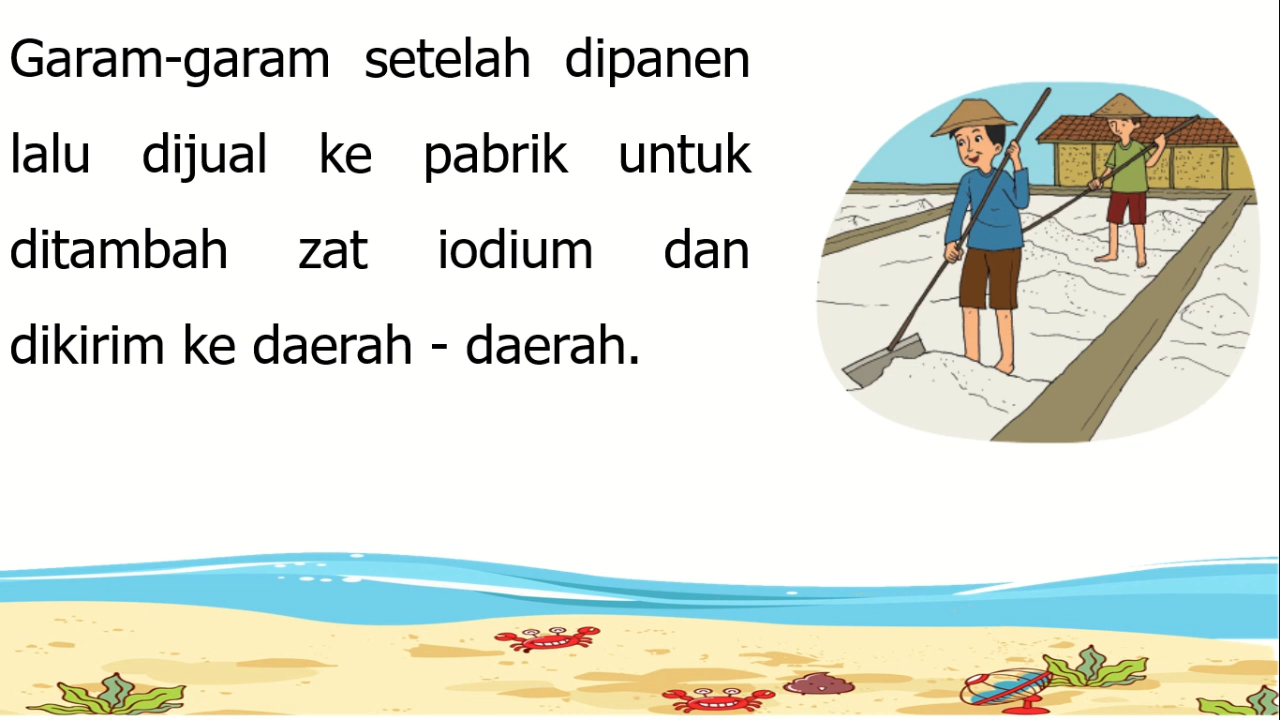 Garam-garam setelah dipanen
lalu dijual ke pabrik untuk
ditambah zat iodium dan
dikirim ke daerah - daerah.